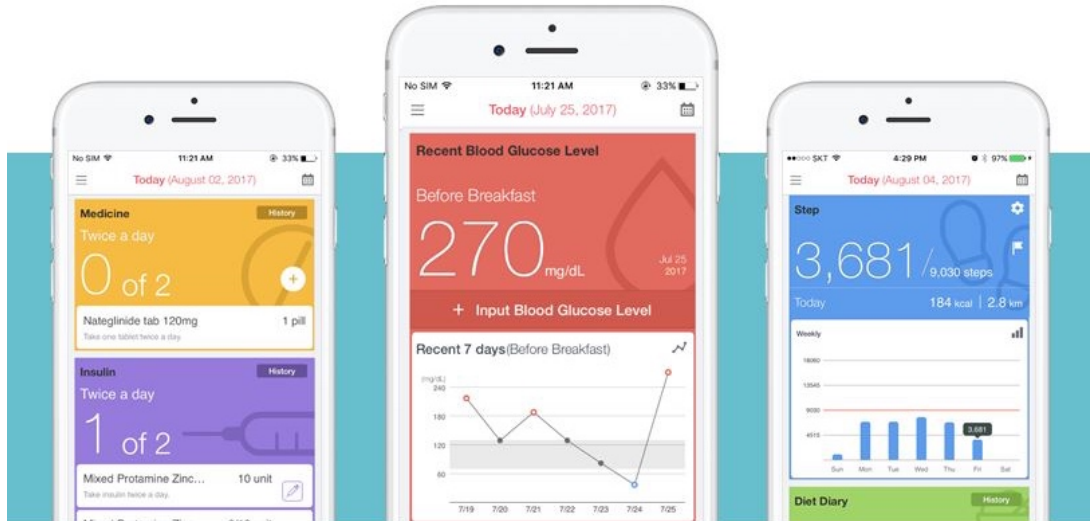 No SIM 11:21 AM 33%
Today (August 02, 2017)
Medicine History
Twice a day
0 of 2
Nateglinide tab 120mg 1 pill
Take one tablet twice a day.
Insulin History
Twice a day
1 of 2
Mixed Protamine Zinc... 10 unit
Take insulin twice a day.
No SIM 11:21 AM 33%
Today (July 25, 2017)
Recent Blood Glucose Level
Before Breakfast
270 mg/dL
Jul 25
2017
+ Input Blood Glucose Level
Recent 7 days(Before Breakfast)
(mg/dL)
240
180
120
60
7/19 7/20 7/21 7/22 7/23 7/24 7/25
SKT 4:29 PM 97%
Today (August 04, 2017)
Step
3,681/9,030 steps
Today 184 kcal 2.8 km
Weekly
18060
13545
9030
4515
3,681
Sun Mon Tue Wed Thu Fri Sat
Diet Diary History